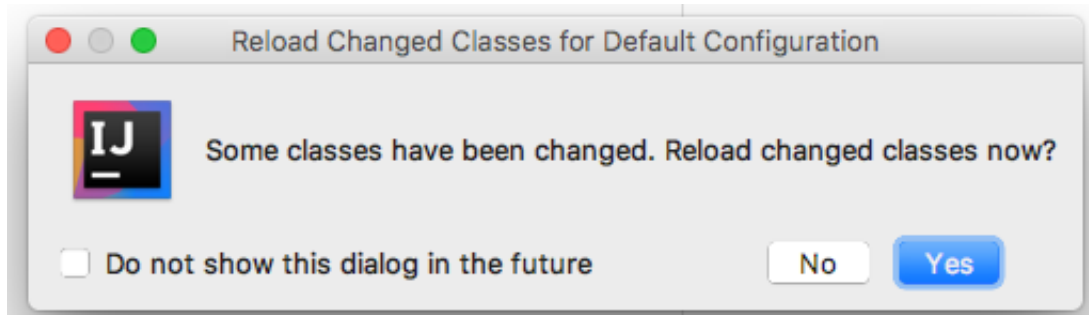 Reload Changed Classes for Default Configuration
IJ
Some classes have been changed. Reload changed classes now?
Do not show this dialog in the future
No
Yes